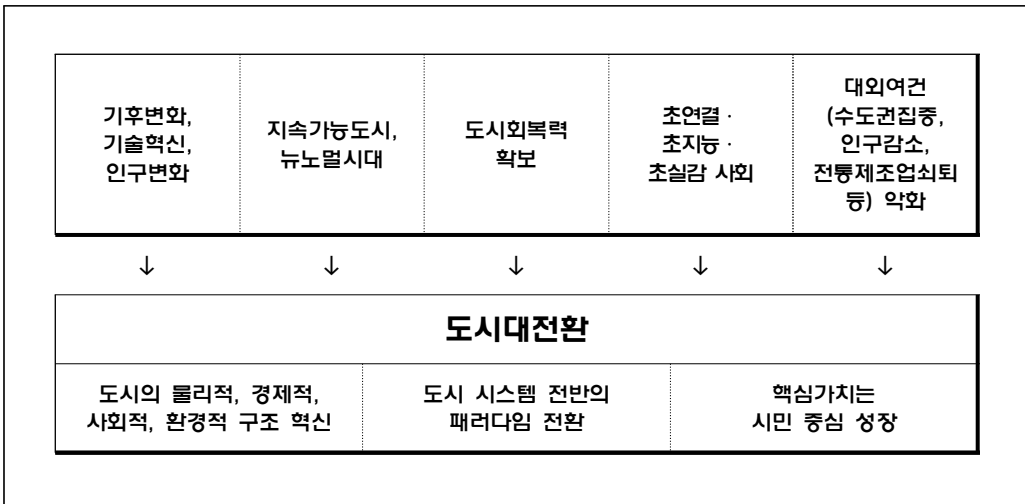 기후변화,
기술혁신,
인구변화
지속가능도시,
뉴노멀시대
도시회복력
확보
초연결·
초지능·
초실감 사회
대외여건
(수도권집중,
인구감소,
전통제조업쇠퇴
등) 악화
↓ ↓ ↓ ↓ ↓
도시대전환
도시의 물리적, 경제적,
사회적, 환경적 구조 혁신
도시 시스템 전반의
패러다임 전환
핵심가치는
시민 중심 성장